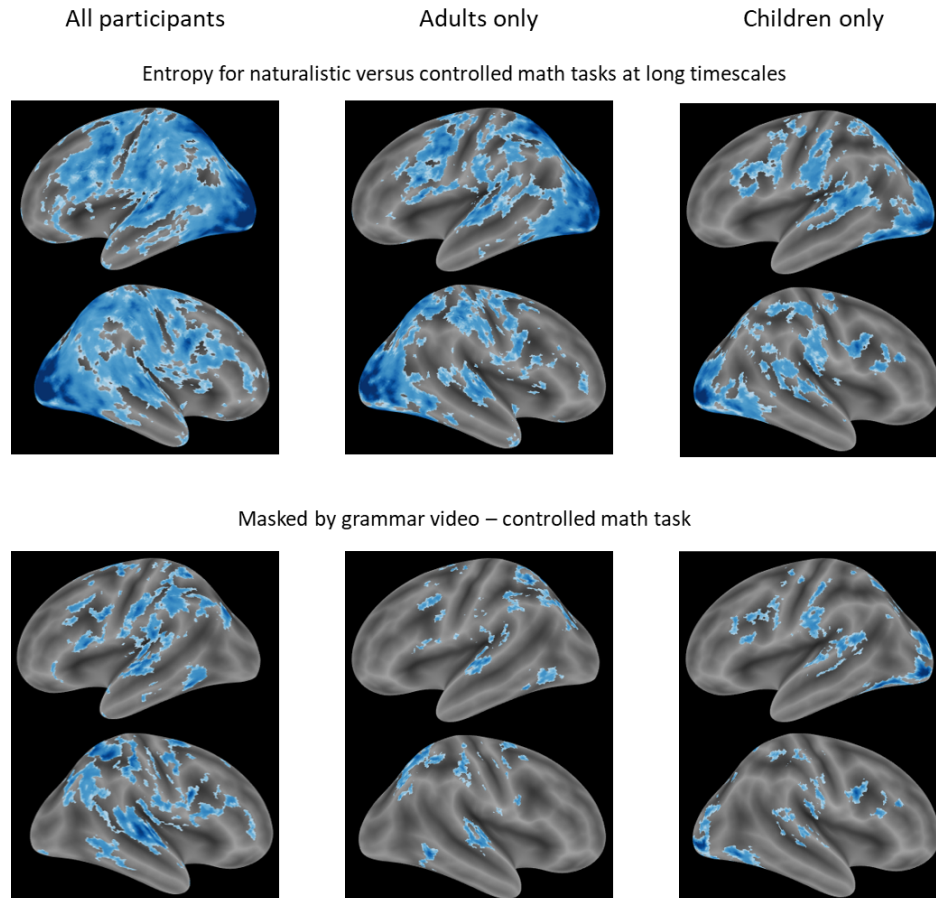 All participants
Adults only
Children only
Entropy for naturalistic versus controlled math tasks at long timescales
Masked by grammar video – controlled math task